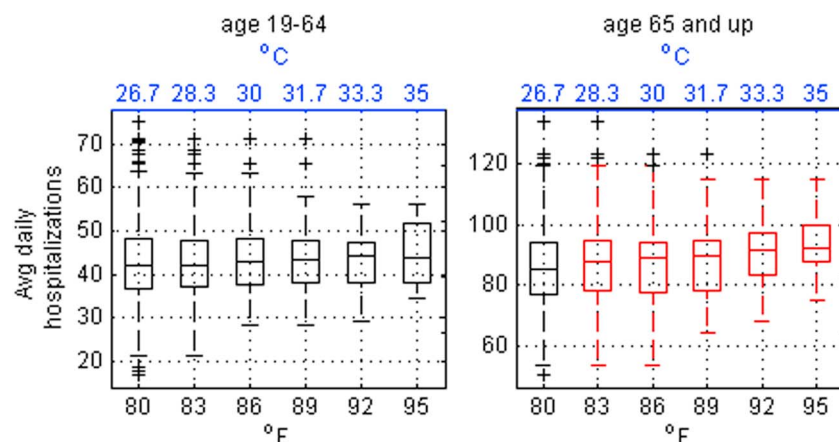 age 19-64
°C
26.7 28.3 30 31.7 33.3 35
Avg daily
hospitalizations
70
60
50
40
30
20
80 83 86 89 92 95
°F
age 65 and up
°C
26.7 28.3 30 31.7 33.3 35
120
100
80
60
80 83 86 89 92 95
°F